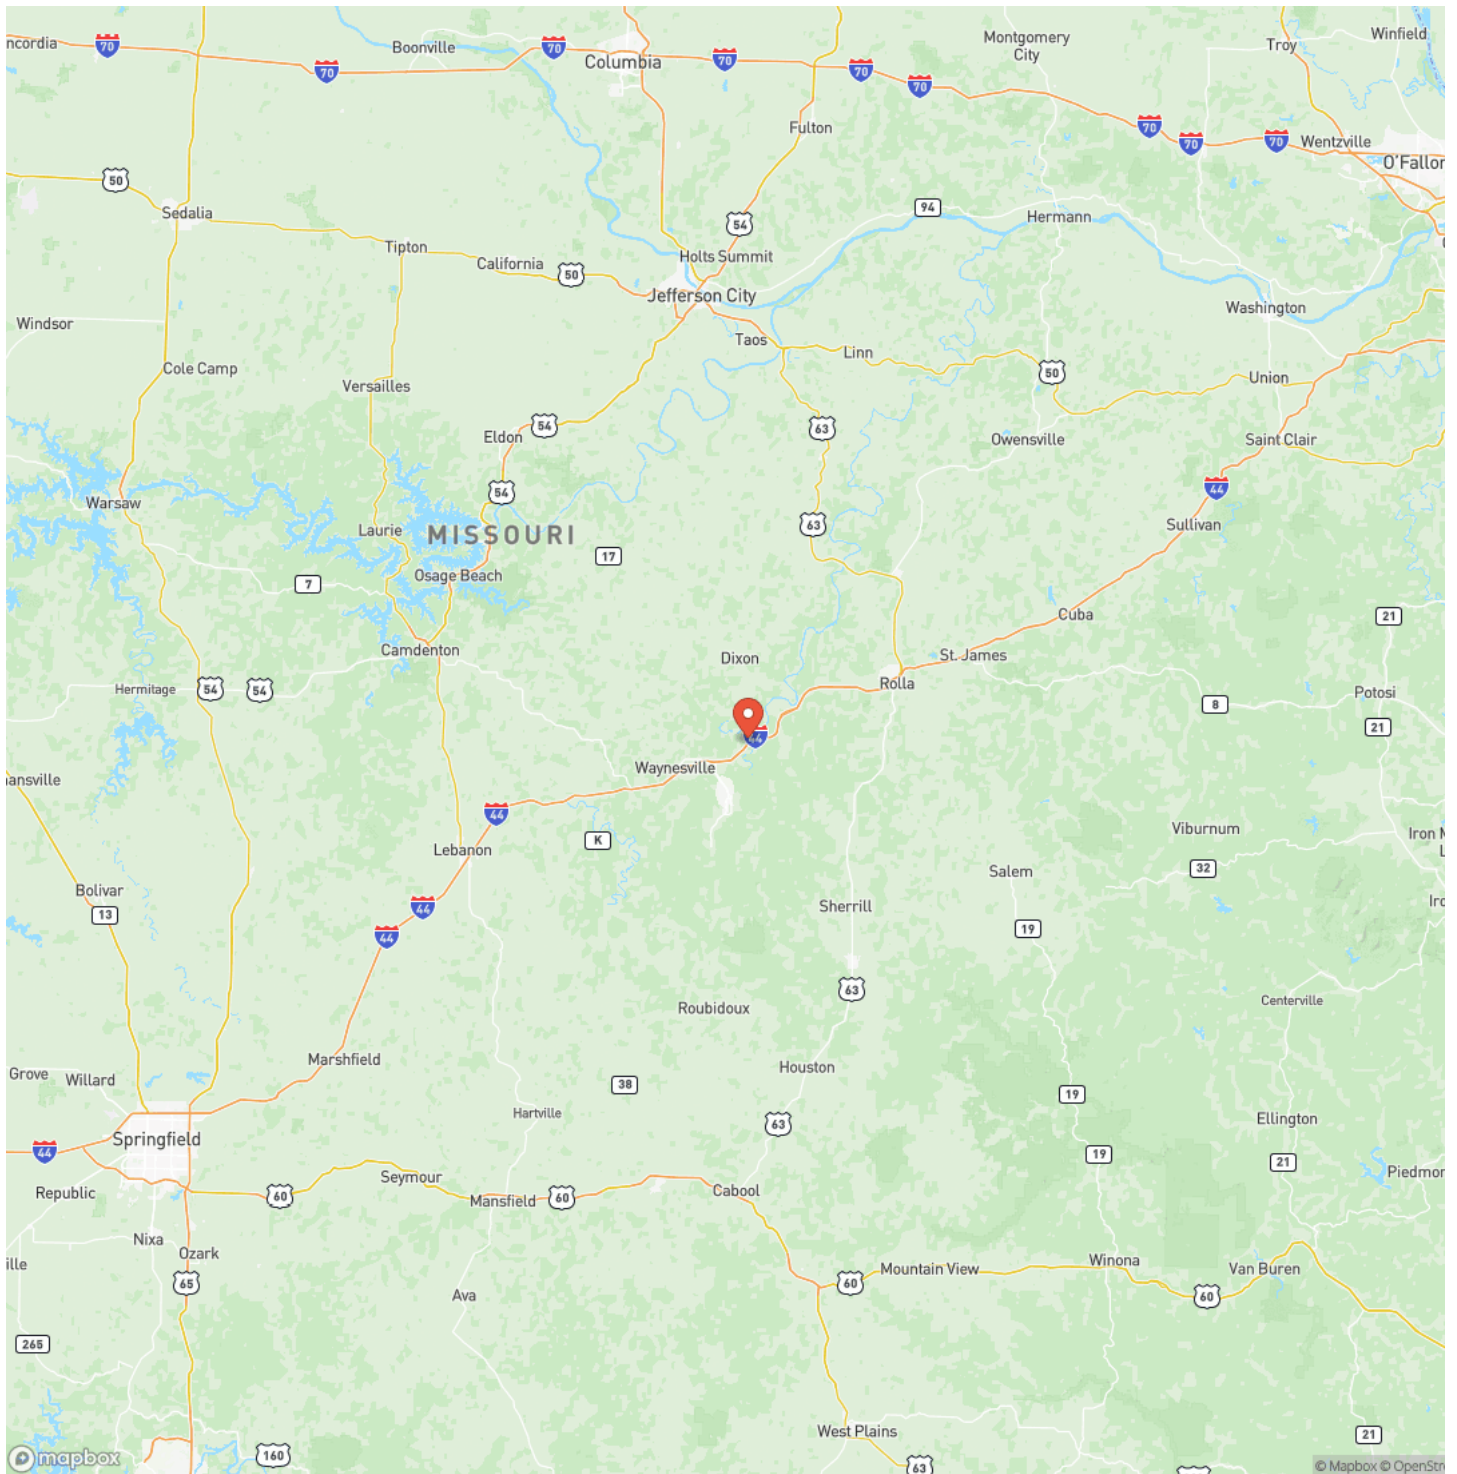 ncordia
70
Boonville
70
Columbia
70
Montgomery
City
Troy
Winfield
70
70
70
Fulton
70
70
70
Wentzville
O'Fallor
50
Sedalia
94
Hermann
54
Tipton
California
50
Holts Summit
Jefferson City
Washington
Windsor
Taos
Linn
Cole Camp
Versailles
50
Union
Eldon
54
63
Owensville
Saint Clair
54
44
Warsaw
Laurie
MISSOURI
63
Sullivan
17
Osage Beach
7
Cuba
21
Camdenton
Dixon
St. James
Hermitage
54
54
Rolla
Potosi
8
21
44
Waynesville
ansville
44
K
Viburnum
Iron M
L
Lebanon
32
Salem
Bolivar
13
44
Sherrill
Iro
44
19
63
Centerville
Roubidoux
Marshfield
Houston
Grove
Willard
38
19
Hartville
Ellington
63
Springfield
44
19
21
Piedmor
Seymour
Republic
60
Mansfield
60
Cabool
Nixa
Ozark
ille
65
Mountain View
60
Winona
Van Buren
60
Ava
265
West Plains
21
mapbox
160
63
© Mapbox © OpenStr